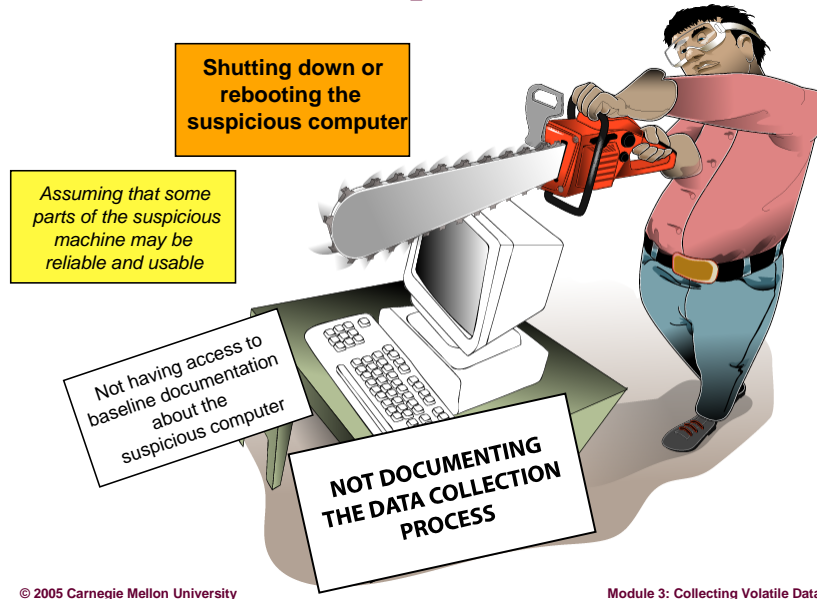 Shutting down or
rebooting the
suspicious computer
Assuming that some
parts of the suspicious
machine may be
reliable and usable
Not having access to
baseline documentation
about the
suspicious computer
NOT DOCUMENTING
THE DATA COLLECTION
PROCESS
© 2005 Carnegie Mellon University
Module 3: Collecting Volatile Data